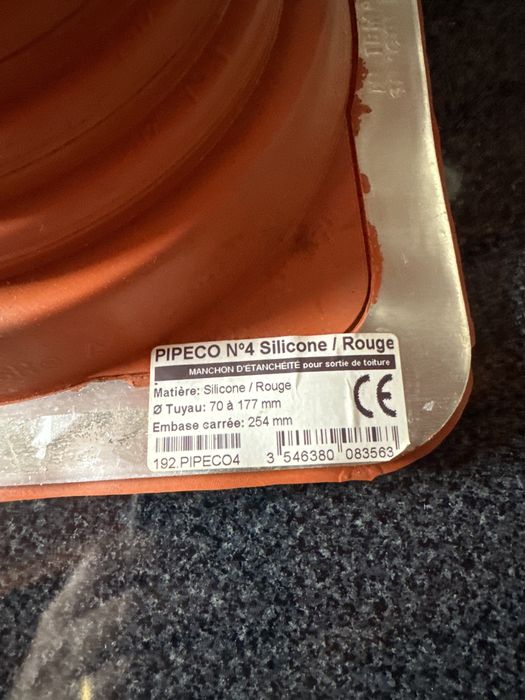 PIPECO N°4 Silicone / Rouge
MANCHON D'ÉTANCHÉITÉ pour sortie de toiture
Matière: Silicone / Rouge
Ø Tuyau: 70 à 177 mm
Embase carrée: 254 mm
CE
192.PIPECO4
3 546380 083563